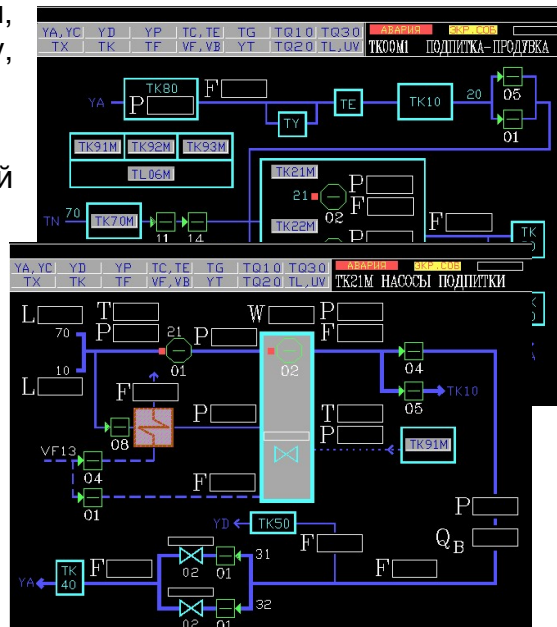 ,
у,
й
YA,YC YD YP TC,TE TG TQ10 TQ30 АВАРИЯ ЭКР.СОБ
TX TK TF VF,VB YT TQ20 TL,UV TK00M1 ПОДПИТКА-ПРОДУВКА
TK80 F
YA P TE TK10 20 05
TY
01
TK91M TK92M TK93M
TL06M
TK21M
21 P
F
02
TN 70 TK70M TK22M F TK
11 14 P
YA,YC YD YP TC,TE TG TQ10 TQ30 АВАРИЯ ЭКР.СОБ
TX TK TF VF,VB YT TQ20 TL,UV TK21M НАСОСЫ ПОДПИТКИ
L T W P
70 P 21 P F
01 02 04
10
L F 05 TK10
08 P T
VF13 P TK91M
04
F
01
P
YD TK50
F QB
TK 40 F 31 F
YA 02 01
32
02 01